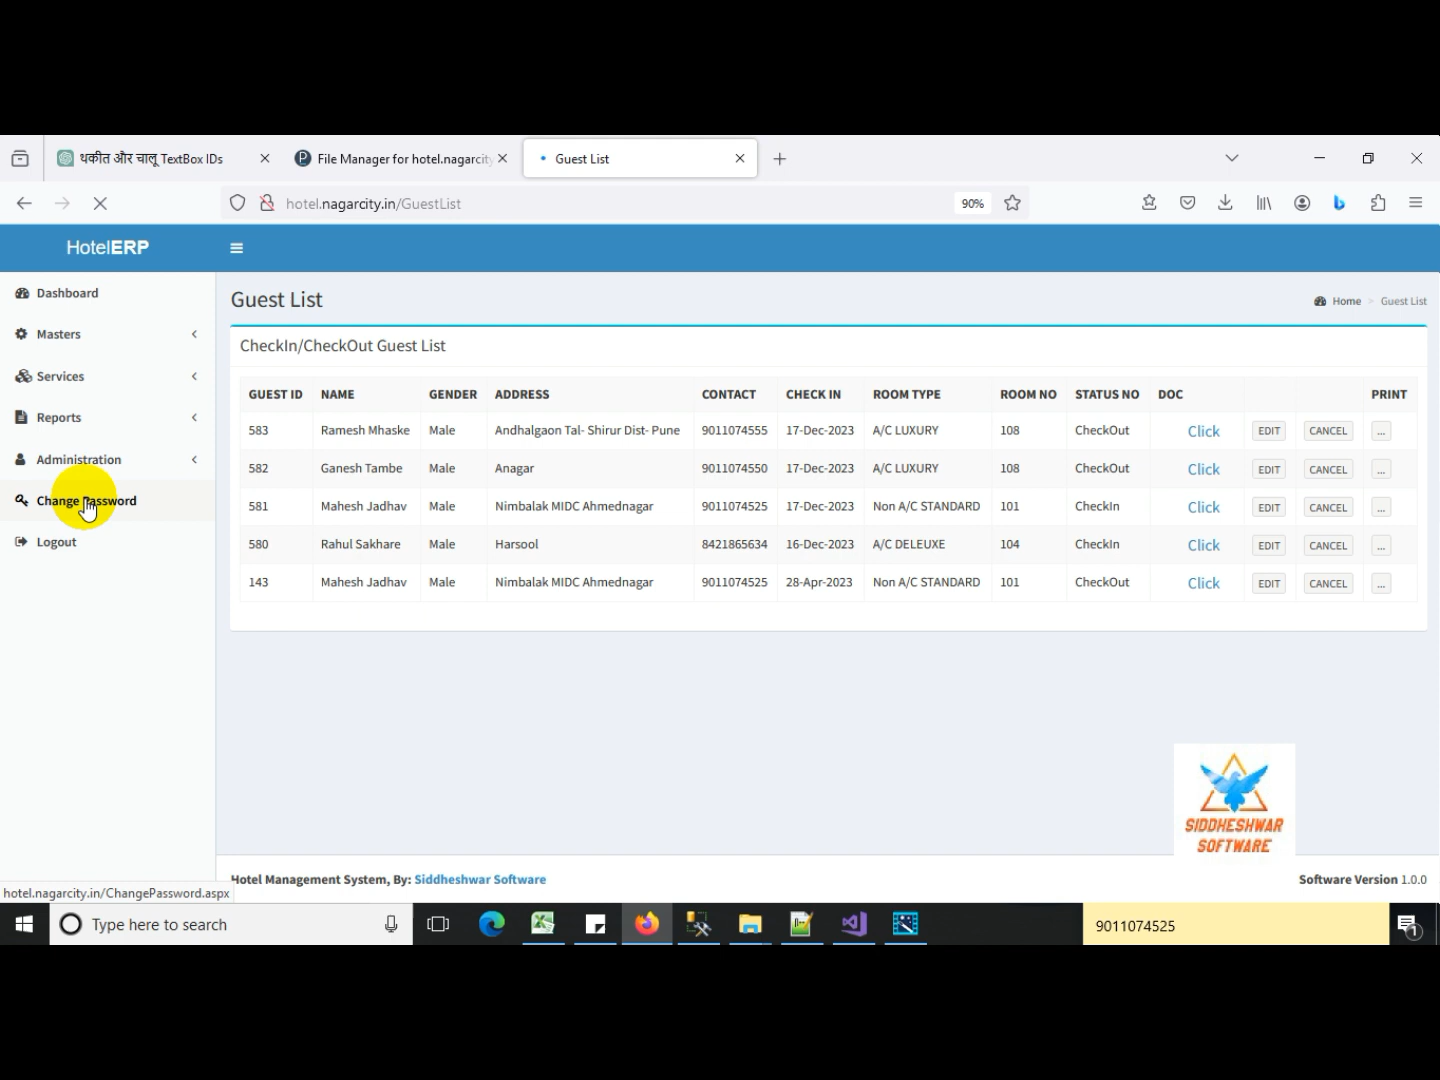 थकीत और चालू TextBox IDs
File Manager for hotel.nagarcity
Guest List
hotel.nagarcity.in/GuestList
90%
HotelERP
Dashboard
Masters
Services
Reports
Administration
Change Password
Logout
Guest List
Home > Guest List
CheckIn/CheckOut Guest List
GUEST ID NAME GENDER ADDRESS CONTACT CHECK IN ROOM TYPE ROOM NO STATUS NO DOC PRINT
583 Ramesh Mhaske Male Andhalgaon Tal- Shirur Dist- Pune 9011074555 17-Dec-2023 A/C LUXURY 108 CheckOut Click EDIT CANCEL ...
582 Ganesh Tambe Male Anagar 9011074550 17-Dec-2023 A/C LUXURY 108 CheckOut Click EDIT CANCEL ...
581 Mahesh Jadhav Male Nimbalak MIDC Ahmednagar 9011074525 17-Dec-2023 Non A/C STANDARD 101 CheckIn Click EDIT CANCEL ...
580 Rahul Sakhare Male Harsool 8421865634 16-Dec-2023 A/C DELEUXE 104 CheckIn Click EDIT CANCEL ...
143 Mahesh Jadhav Male Nimbalak MIDC Ahmednagar 9011074525 28-Apr-2023 Non A/C STANDARD 101 CheckOut Click EDIT CANCEL ...
SIDDHESHWAR
SOFTWARE
Hotel Management System, By: Siddheshwar Software
Software Version 1.0.0
hotel.nagarcity.in/ChangePassword.aspx
Type here to search
9011074525
1